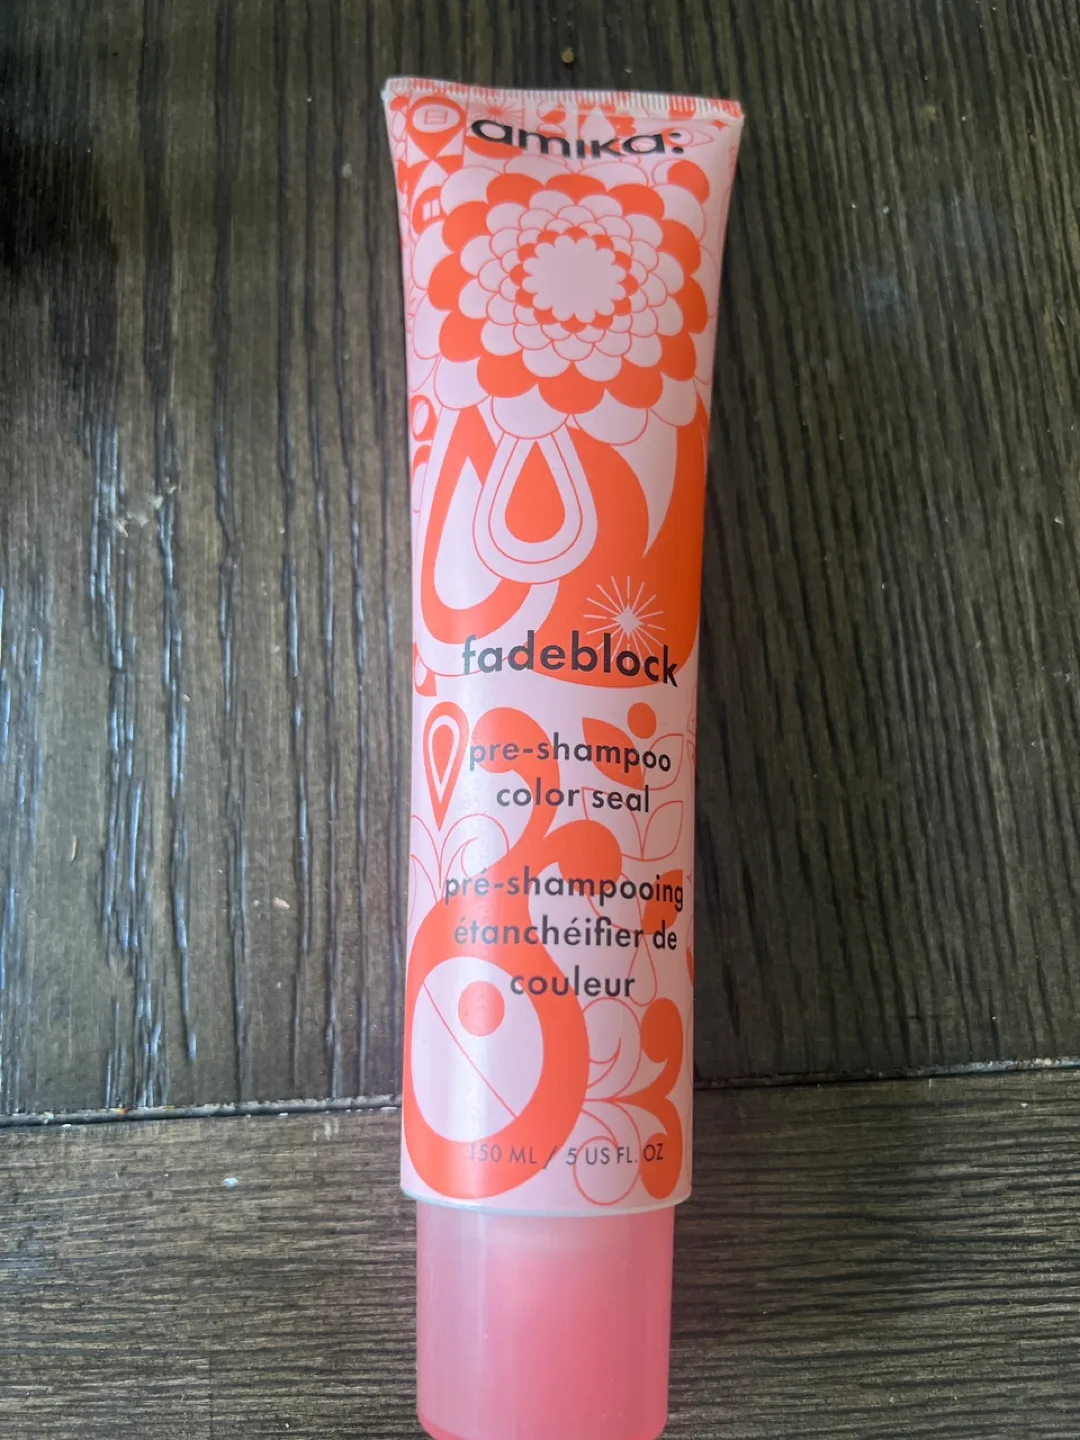 amika:
fadeblock
pre-shampoo
color seal
pré-shampooing
étanchéifier de
couleur
150 ML / 5 US FL. OZ